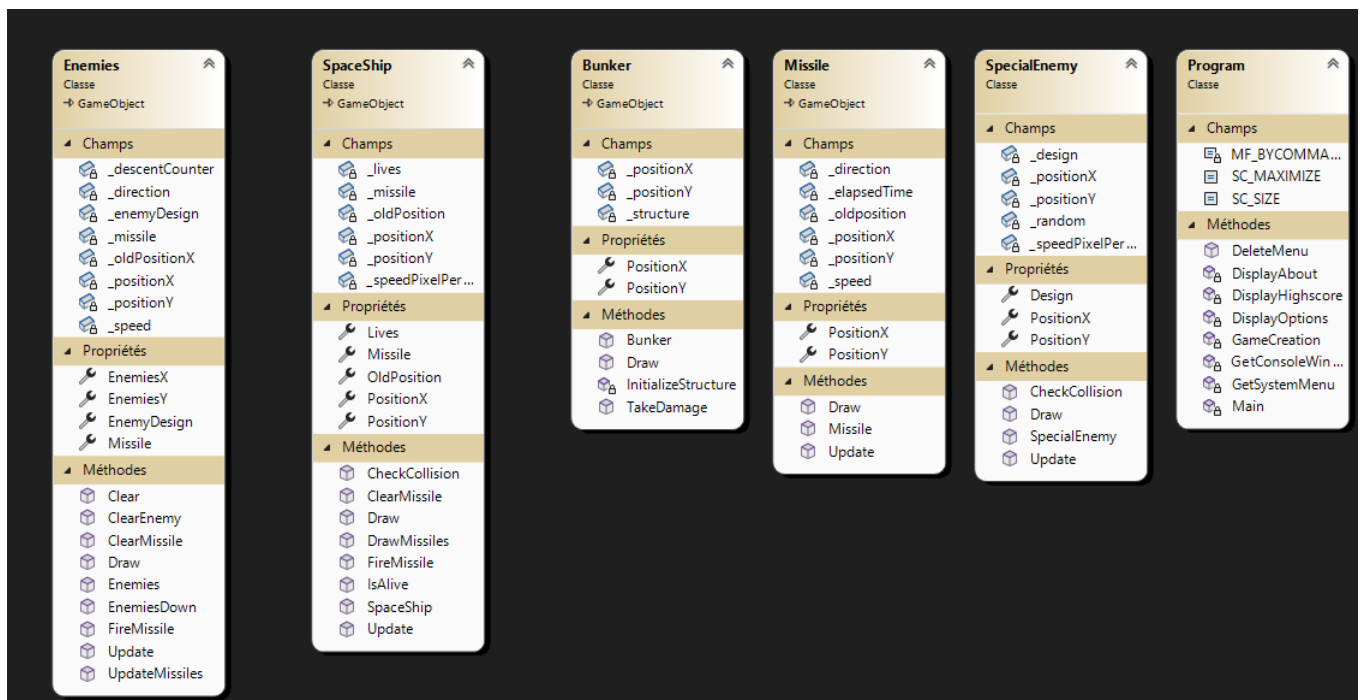 Enemies
Classe
GameObject
Champs
_descentCounter
_direction
_enemyDesign
_missile
_oldPositionX
_positionX
_positionY
_speed
Propriétés
EnemiesX
EnemiesY
EnemyDesign
Missile
Méthodes
Clear
ClearEnemy
ClearMissile
Draw
Enemies
EnemiesDown
FireMissile
Update
UpdateMissiles
SpaceShip
Classe
GameObject
Champs
_lives
_missile
_oldPosition
_positionX
_positionY
_speedPixelPer...
Propriétés
Lives
Missile
OldPosition
PositionX
PositionY
Méthodes
CheckCollision
ClearMissile
Draw
DrawMissiles
FireMissile
IsAlive
SpaceShip
Update
Bunker
Classe
GameObject
Champs
_positionX
_positionY
_structure
Propriétés
PositionX
PositionY
Méthodes
Bunker
Draw
InitializeStructure
TakeDamage
Missile
Classe
GameObject
Champs
_direction
_elapsedTime
_oldposition
_positionX
_positionY
_speed
Propriétés
PositionX
PositionY
Méthodes
Draw
Missile
Update
SpecialEnemy
Classe
Champs
_design
_positionX
_positionY
_random
_speedPixelPer...
Propriétés
Design
PositionX
PositionY
Méthodes
CheckCollision
Draw
SpecialEnemy
Update
Program
Classe
Champs
MF_BYCOMMA...
SC_MAXIMIZE
SC_SIZE
Méthodes
DeleteMenu
DisplayAbout
DisplayHighscore
DisplayOptions
GameCreation
GetConsoleWin...
GetSystemMenu
Main